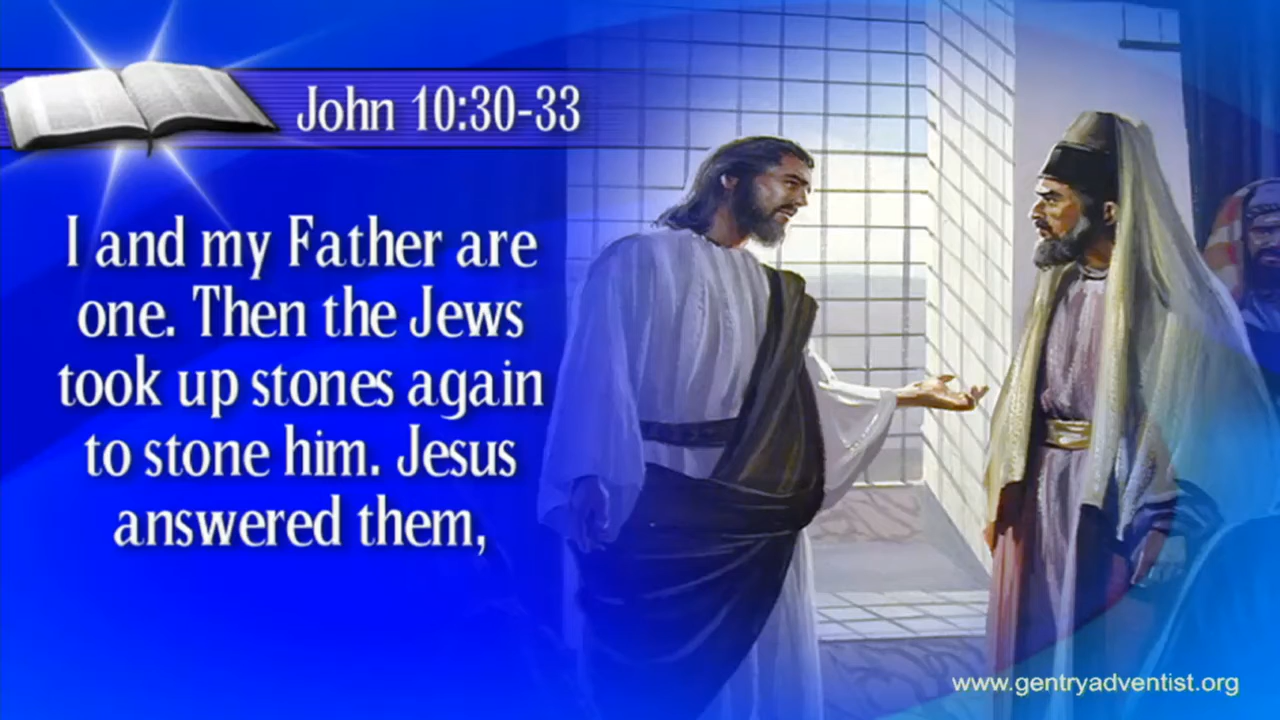 John 10:30-33
I and my Father are
one. Then the Jews
took up stones again
to stone him. Jesus
answered them,
www.gentryadventist.org